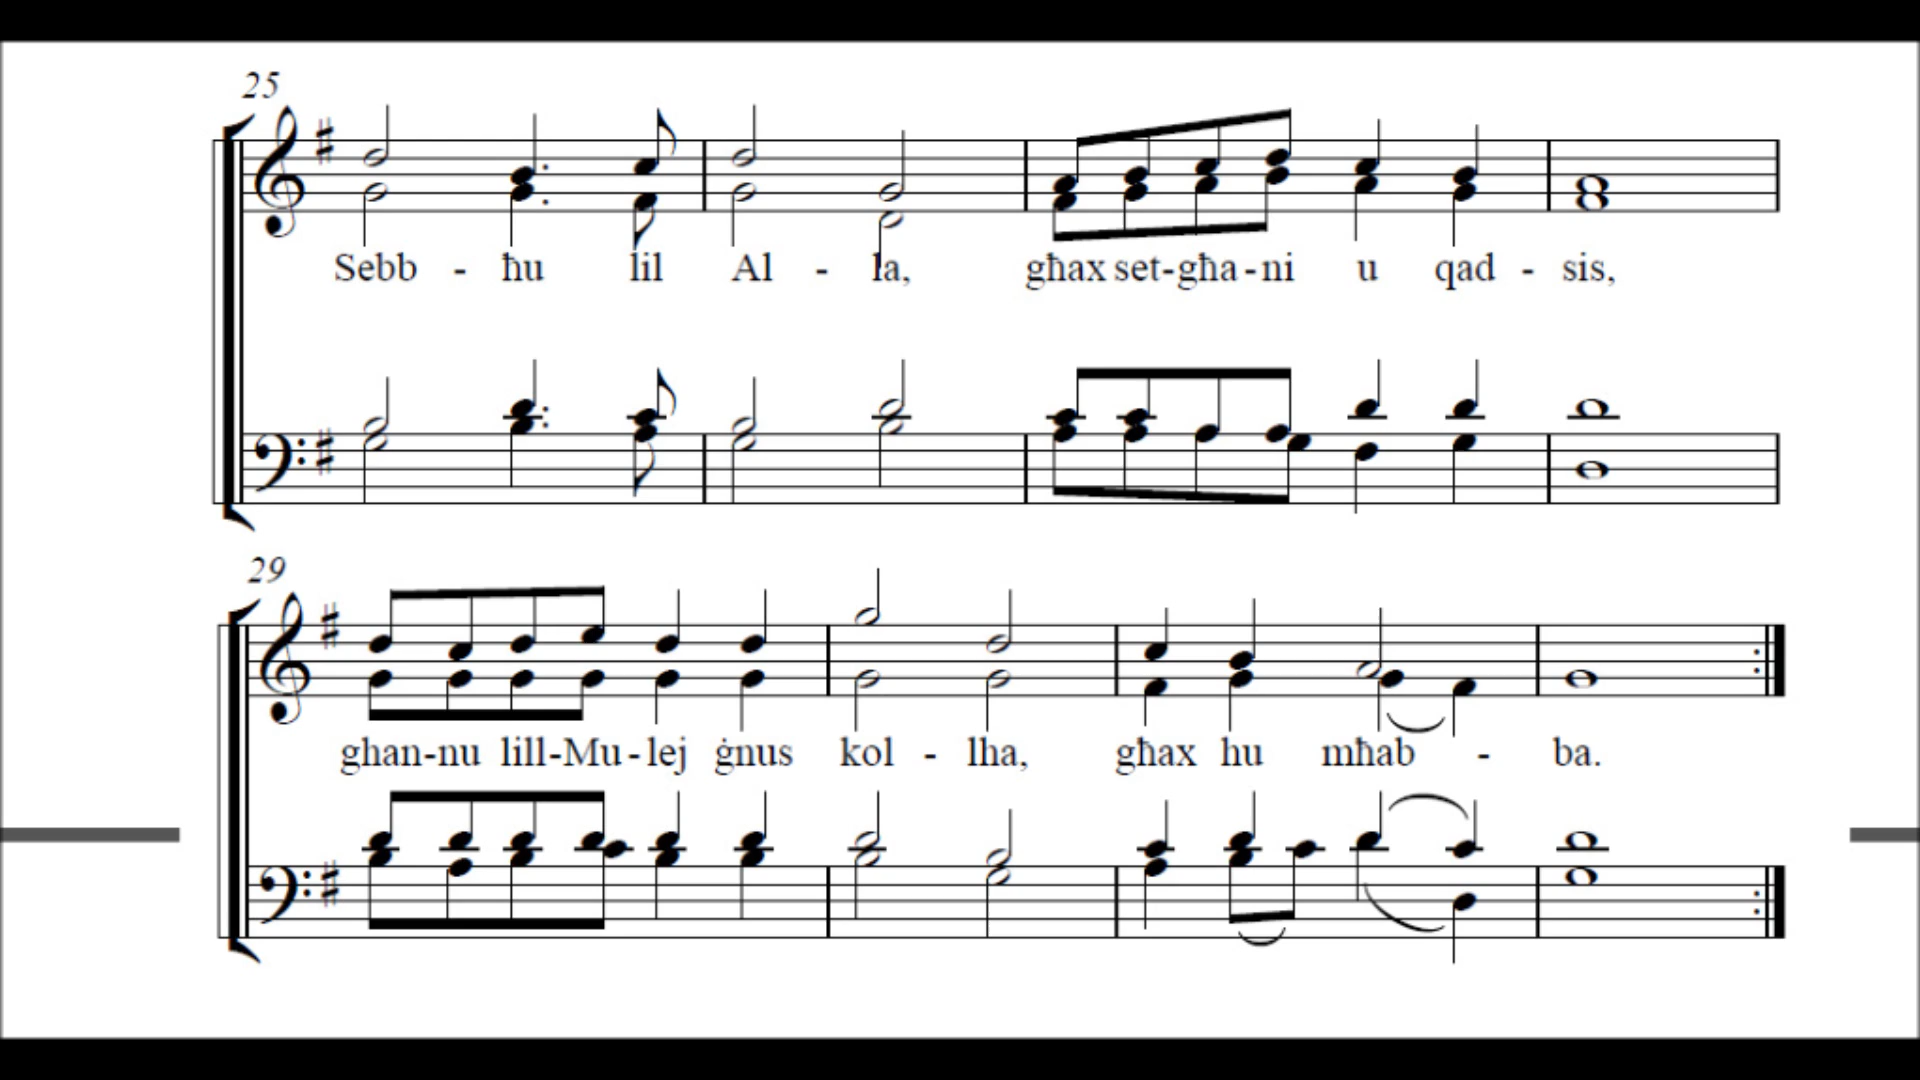 25
Sebb - ħu lil Al - la, għax set-għa-ni u qad - sis,
29
ghan-nu lill-Mu-lej ġnus kol - lha, għax hu mħab - ba.